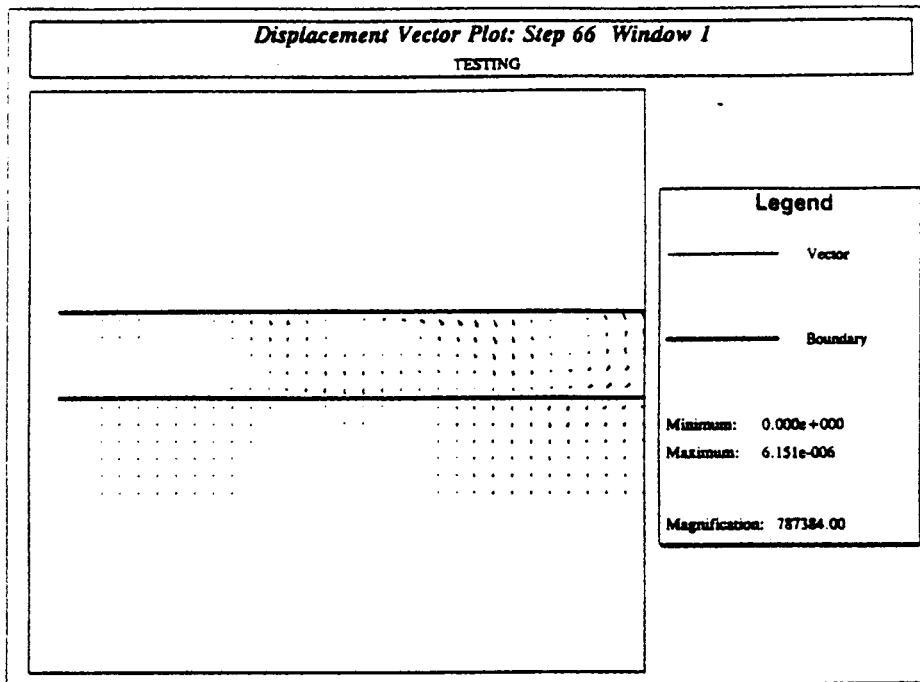 Displacement Vector Plot: Step 66 Window 1
TESTING
Legend
Vector
Boundary
Minimum: 0.000e+000
Maximum: 6.151e-006
Magnification: 787384.00